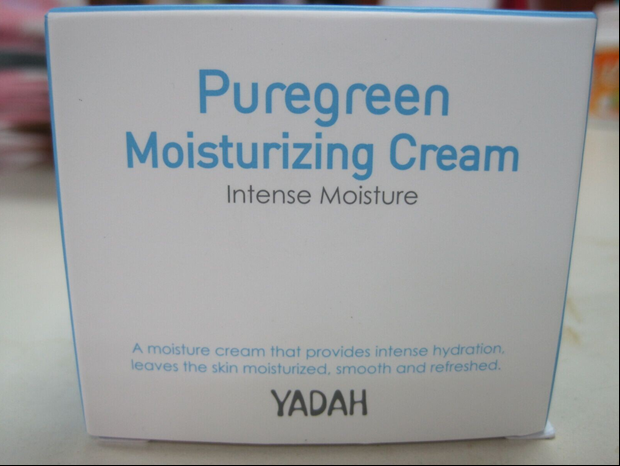 Puregreen
Moisturizing Cream
Intense Moisture
A moisture cream that provides intense hydration,
leaves the skin moisturized, smooth and refreshed.
YADAH